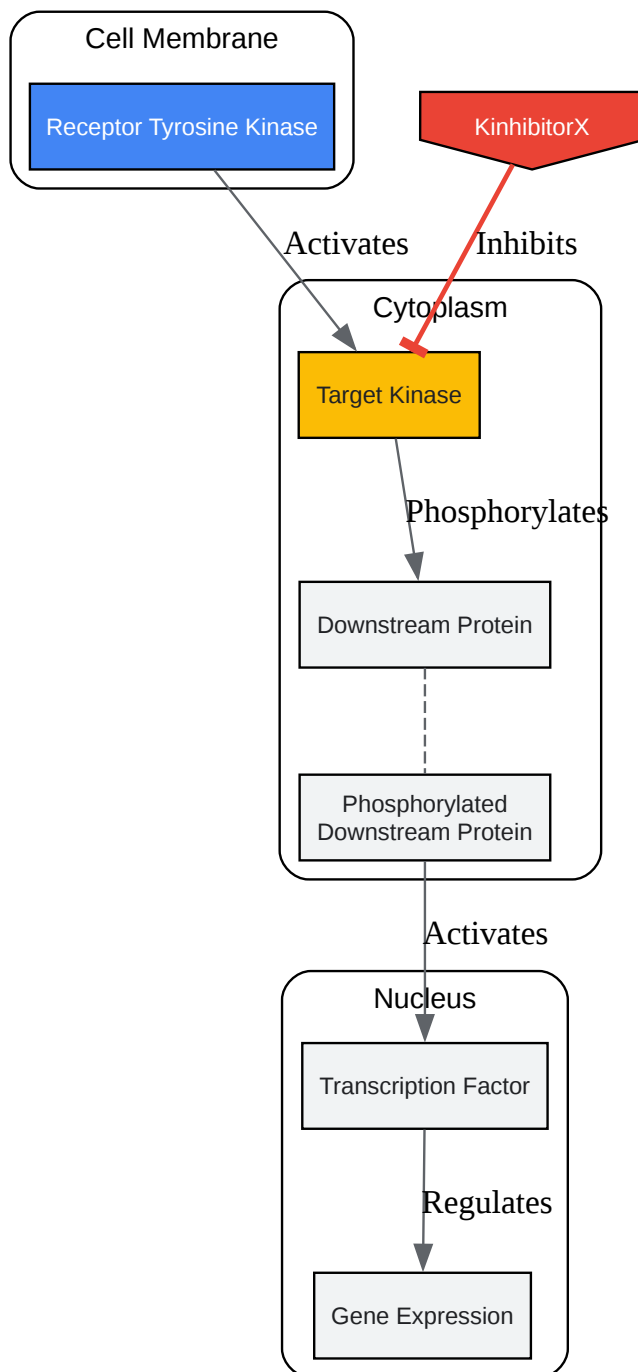 Cell Membrane
Receptor Tyrosine Kinase
KinhibitorX
Activates
Inhibits
Cytoplasm
Target Kinase
Phosphorylates
Downstream Protein
Phosphorylated
Downstream Protein
Activates
Nucleus
Transcription Factor
Regulates
Gene Expression